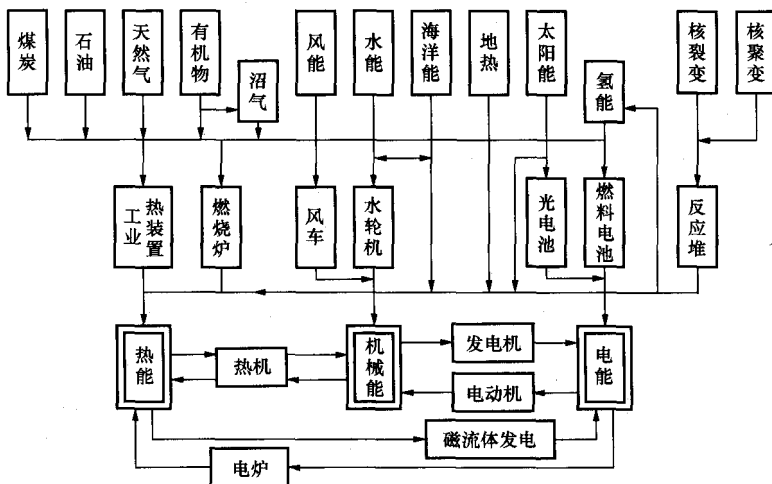 煤炭
石油
天然气
有机物
沼气
风能
水能
海洋能
地热
太阳能
氢能
核裂变
核聚变
工业热装置
燃烧炉
风车
水轮机
光电池
燃料电池
反应堆
热能
热机
机械能
发电机
电动机
电能
磁流体发电
电炉